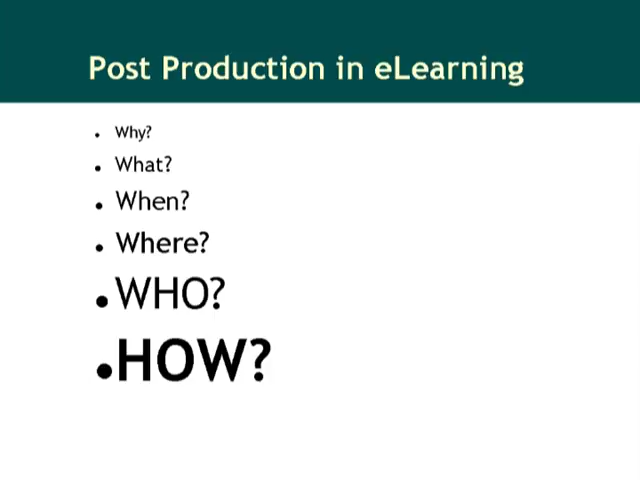 Post Production in eLearning
• Why?
• What?
• When?
• Where?
• WHO?
• HOW?